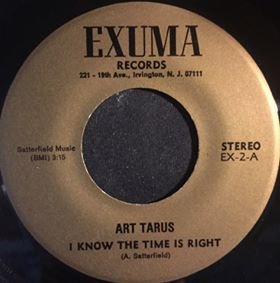 EXUMA
RECORDS
221 - 19th Ave., Irvington, N. J. 07111
Satterfield Music
(BMI) 3:15
STEREO
EX-2-A
ART TARUS
I KNOW THE TIME IS RIGHT
(A. Satterfield)